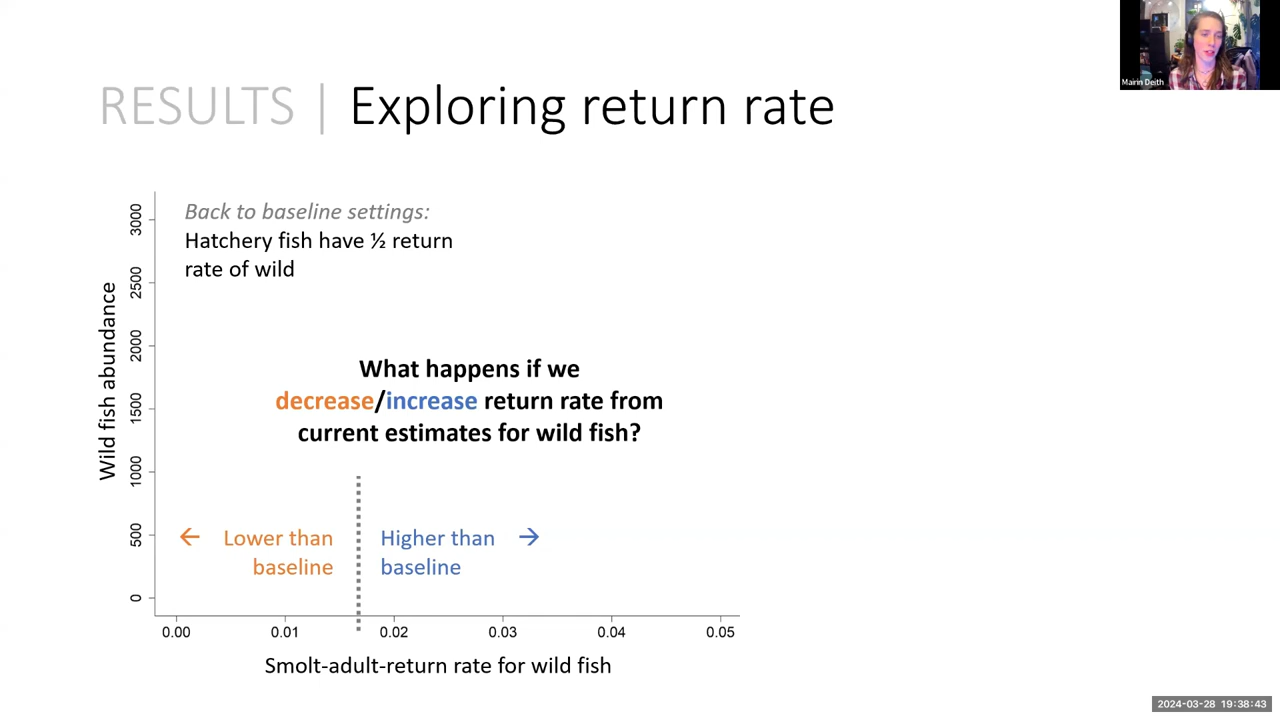 Mairin Deith
RESULTS | Exploring return rate
Back to baseline settings:
Hatchery fish have ½ return
rate of wild
What happens if we
decrease/increase return rate from
current estimates for wild fish?
← Lower than
baseline
Higher than →
baseline
Wild fish abundance
3000
2500
2000
1500
1000
500
0
0.00 0.01 0.02 0.03 0.04 0.05
Smolt-adult-return rate for wild fish
2024-03-28 19:38:43